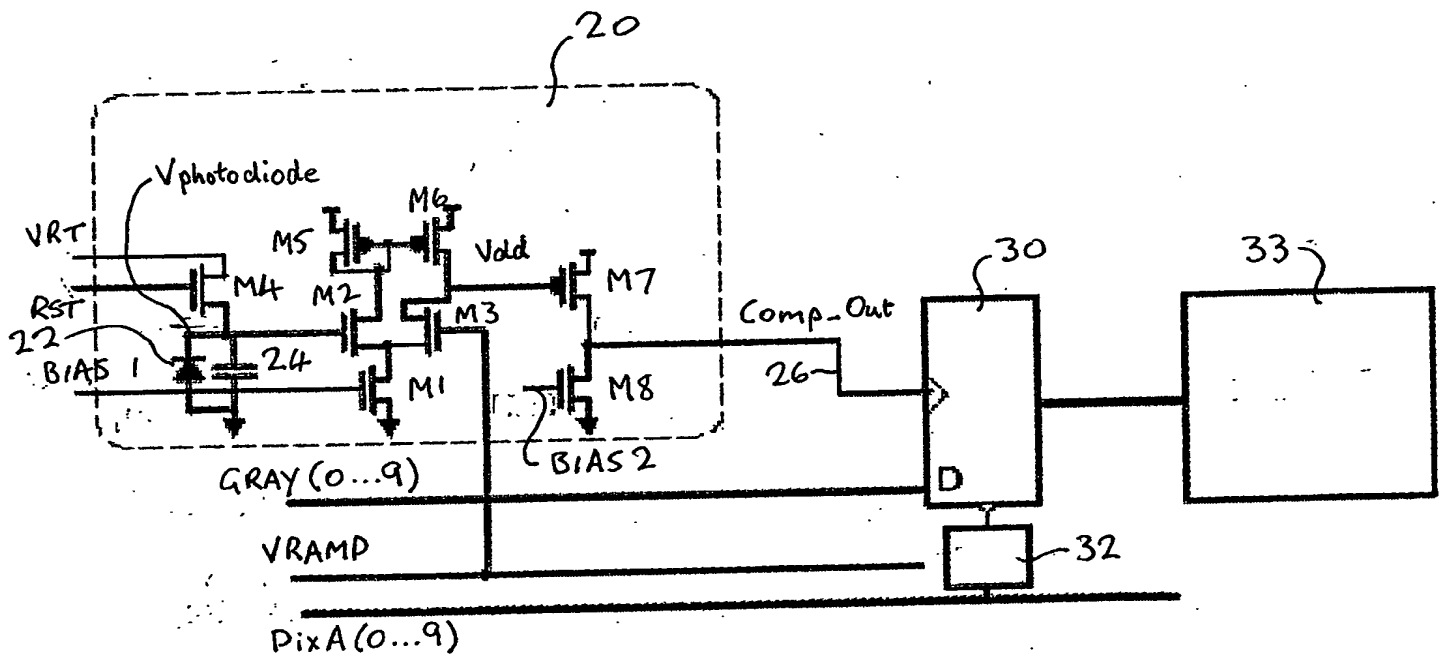 20
Vphotodiode
M6
VRT
M5
Vdd
30
33
M4
M2
M7
RST
M3
Comp_Out
22
24
BIAS 1
M1
M8
26
BIAS 2
GRAY (0...9)
D
VRAMP
32
PixA (0...9)